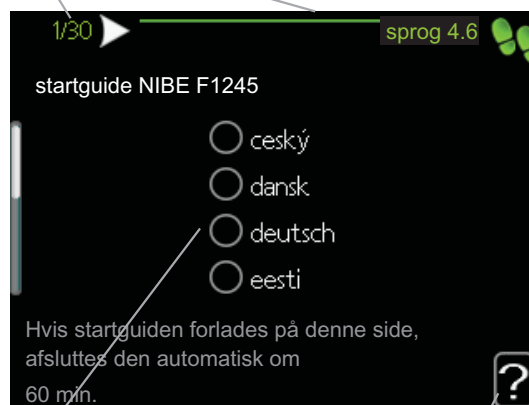 1/30
sprog 4.6
startguide NIBE F1245
ceský
dansk
deutsch
eesti
Hvis startguiden forlades på denne side,
afsluttes den automatisk om
60 min.
?